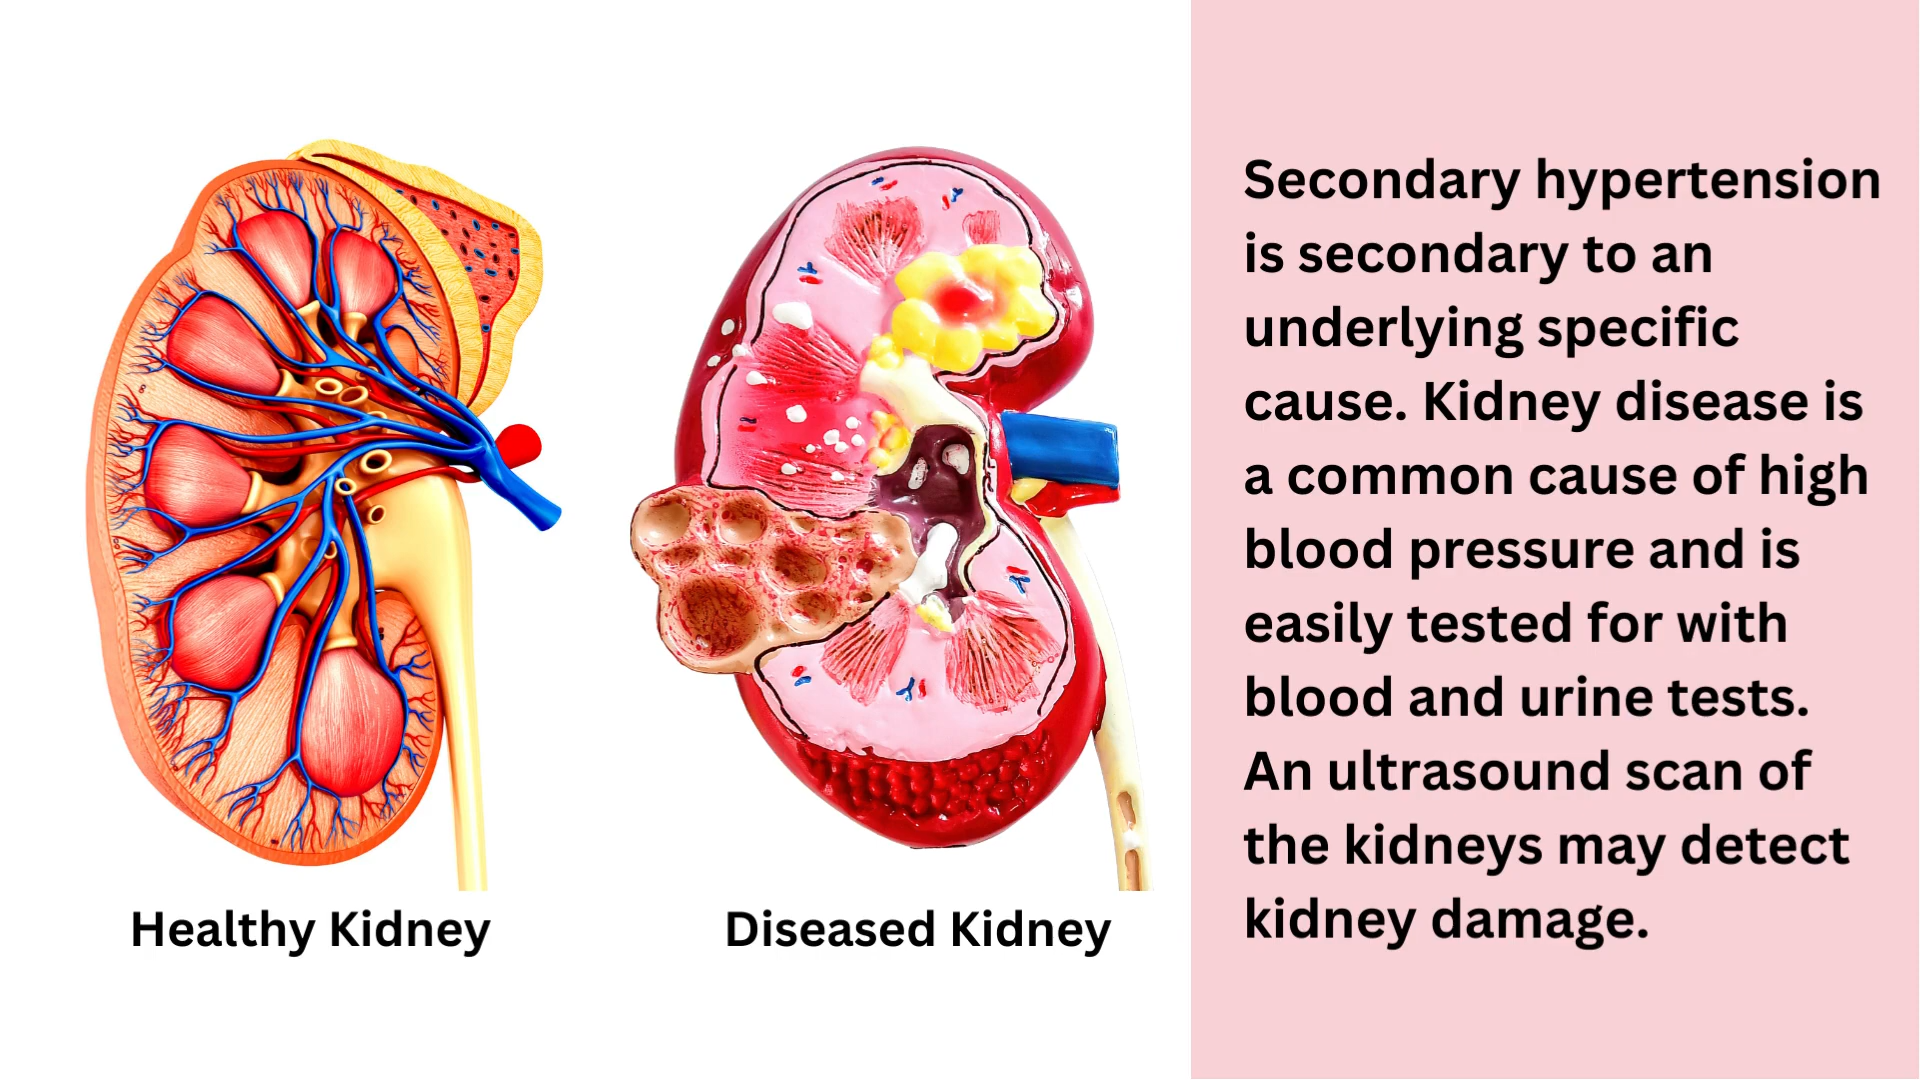 Healthy Kidney
Diseased Kidney
Secondary hypertension
is secondary to an
underlying specific
cause. Kidney disease is
a common cause of high
blood pressure and is
easily tested for with
blood and urine tests.
An ultrasound scan of
the kidneys may detect
kidney damage.